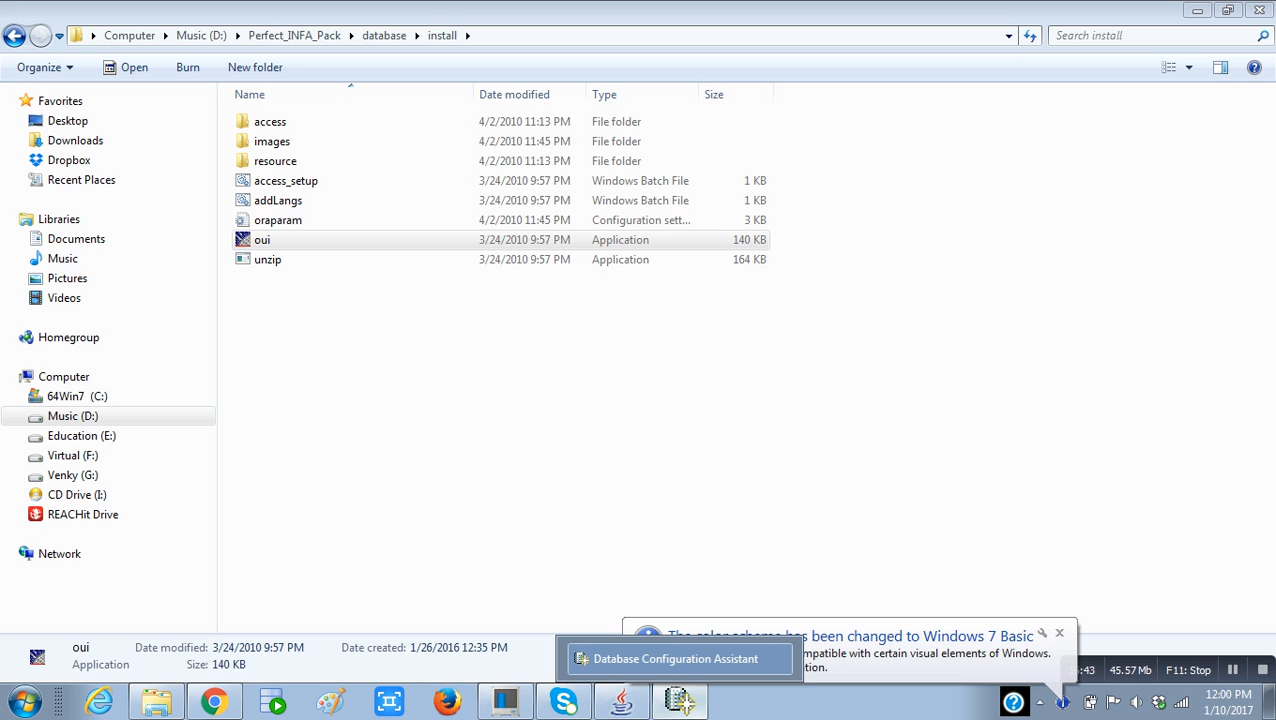 Computer Music (D:) Perfect_INFA_Pack database install
Search install
Organize Open Burn New folder
Name Date modified Type Size
access 4/2/2010 11:13 PM File folder
images 4/2/2010 11:45 PM File folder
resource 4/2/2010 11:13 PM File folder
access_setup 3/24/2010 9:57 PM Windows Batch File 1 KB
addLangs 3/24/2010 9:57 PM Windows Batch File 1 KB
oraparam 4/2/2010 11:45 PM Configuration sett... 3 KB
oui 3/24/2010 9:57 PM Application 140 KB
unzip 3/24/2010 9:57 PM Application 164 KB
Favorites
Desktop
Downloads
Dropbox
Recent Places
Libraries
Documents
Music
Pictures
Videos
Homegroup
Computer
64Win7 (C:)
Music (D:)
Education (E:)
Virtual (F:)
Venky (G:)
CD Drive (I:)
REACHit Drive
Network
oui Date modified: 3/24/2010 9:57 PM Date created: 1/26/2016 12:35 PM
Application Size: 140 KB
The color scheme has been changed to Windows 7 Basic
compatible with certain visual elements of Windows.
Database Configuration Assistant
:43 45.57 Mb F11: Stop
12:00 PM
1/10/2017